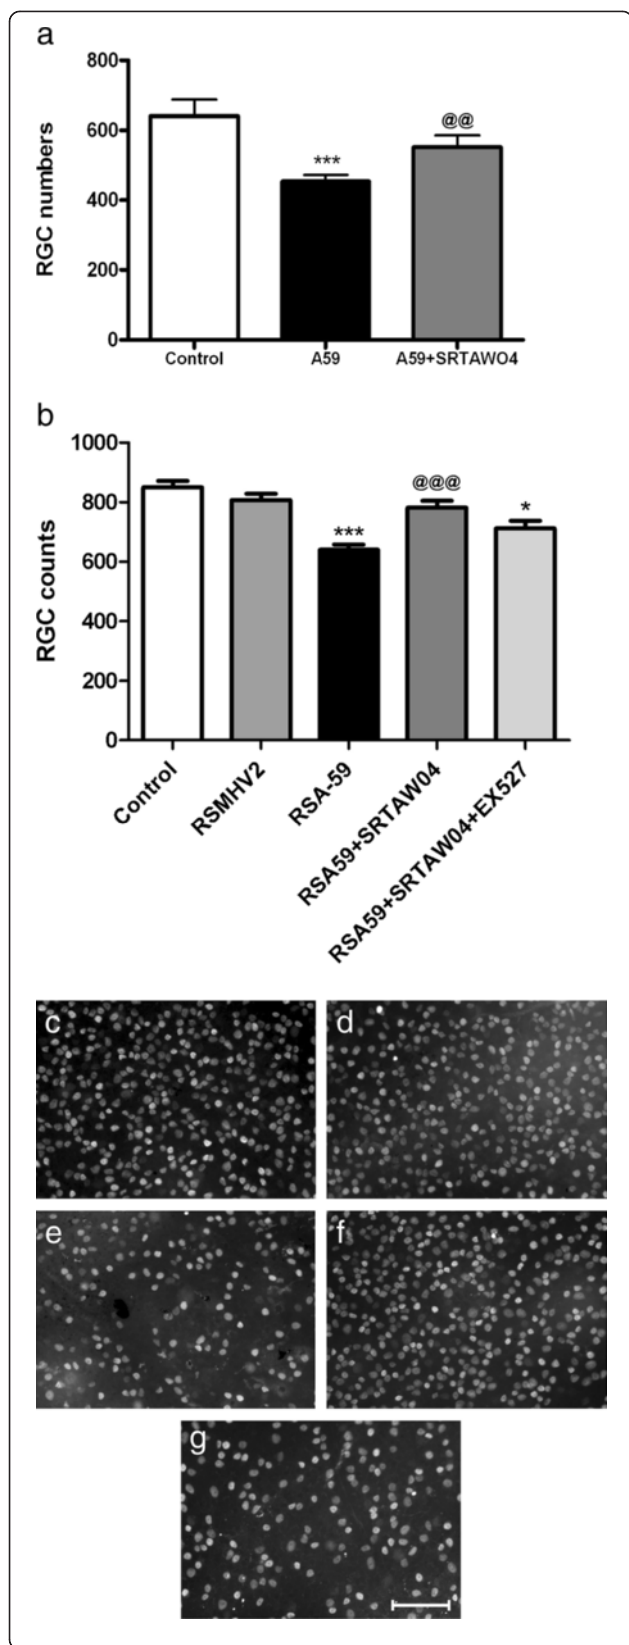 a
800
600
400
200
0
RGC numbers
***
@@
Control A59 A59+SRTAWO4
b
1000
800
600
400
200
0
RGC counts
***
@@@
*
Control
RSMHV2
RSA-59
RSA59+SRTAW04
RSA59+SRTAW04+EX527
c
d
e
f
g